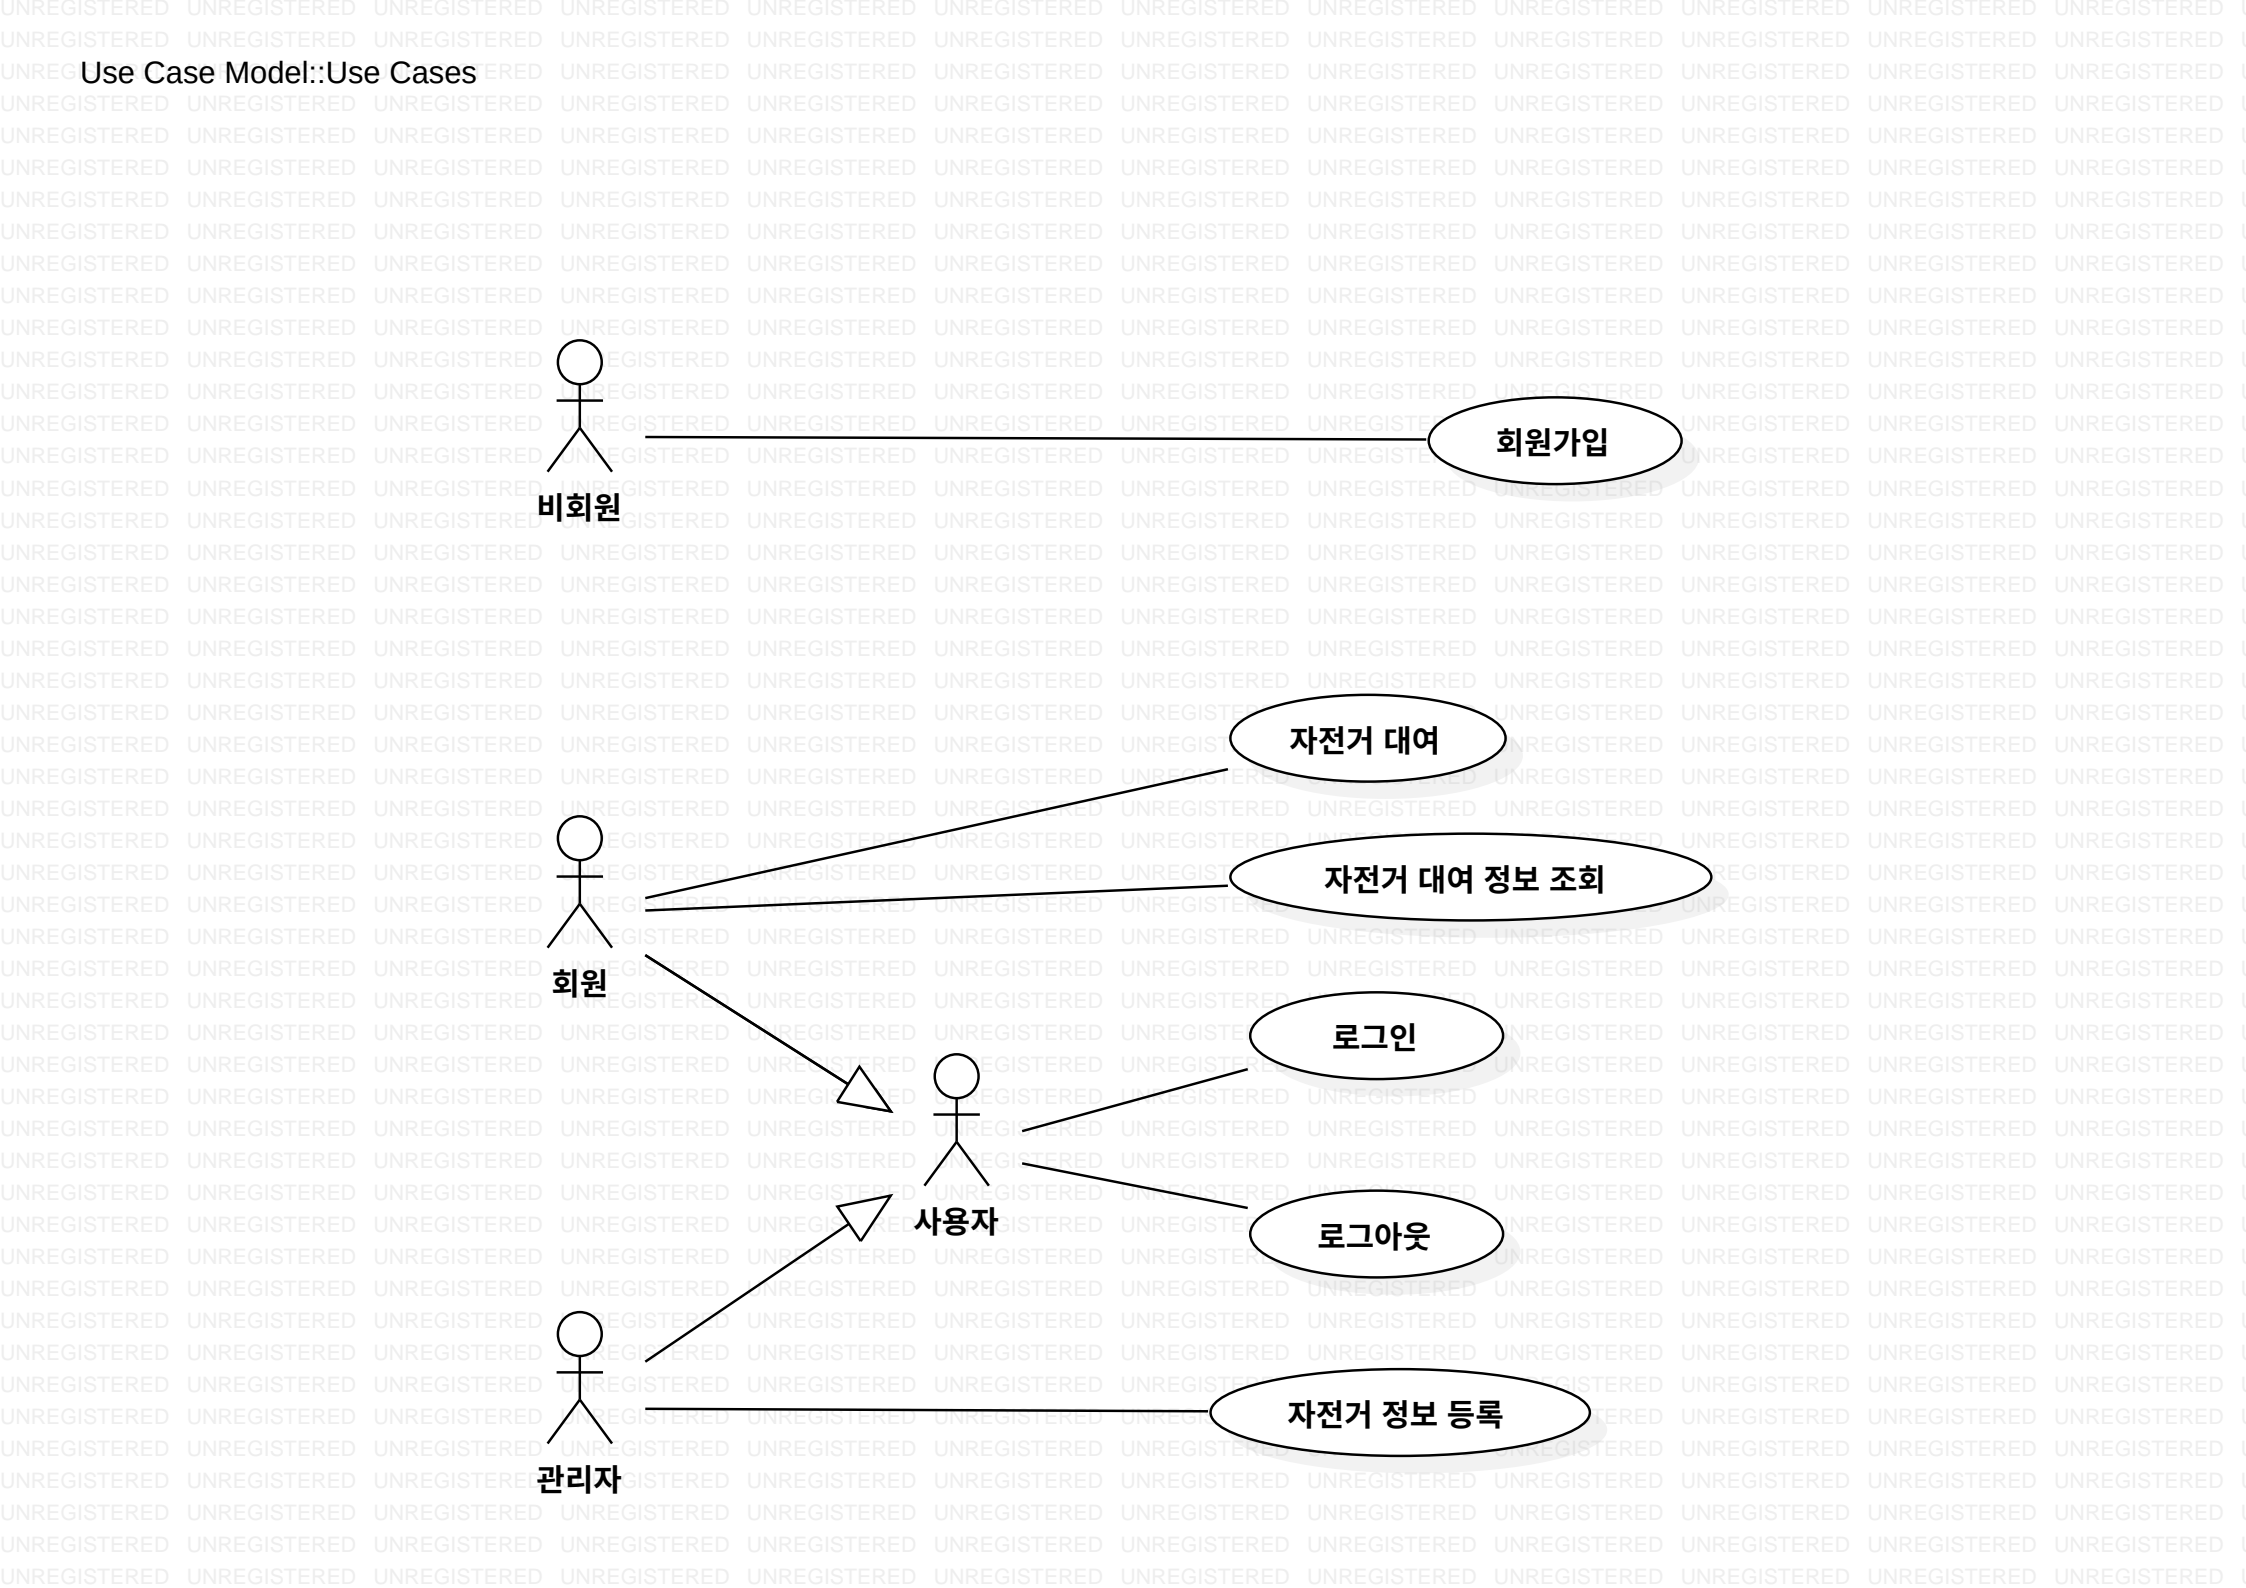 Use Case Model::Use Cases
비회원
회원가입
자전거 대여
자전거 대여 정보 조회
회원
로그인
사용자
로그아웃
자전거 정보 등록
관리자
UNREGISTERED